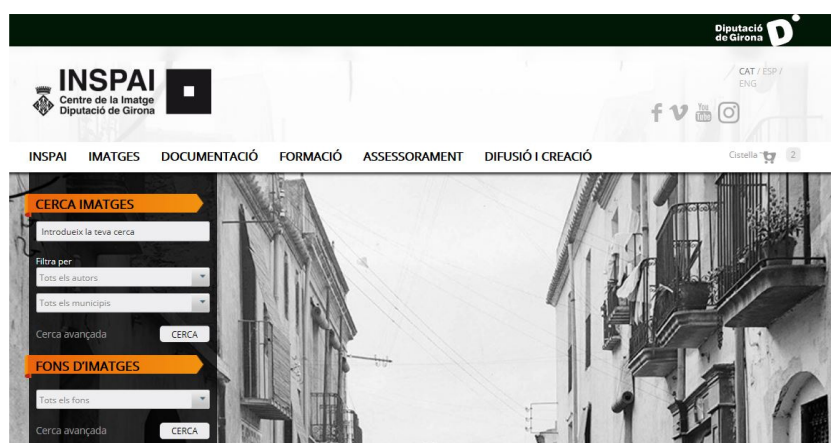 Diputació
de Girona
INSPAI
Centre de la Imatge
Diputació de Girona
CAT / ESP /
ENG
You
Tube
INSPAI IMATGES DOCUMENTACIÓ FORMACIÓ ASSESSORAMENT DIFUSIÓ I CREACIÓ Cistella 2
CERCA IMATGES
Introdueix la teva cerca
Filtra per
Tots els autors
Tots els municipis
Cerca avançada CERCA
FONS D'IMATGES
Tots els fons
Cerca avançada CERCA